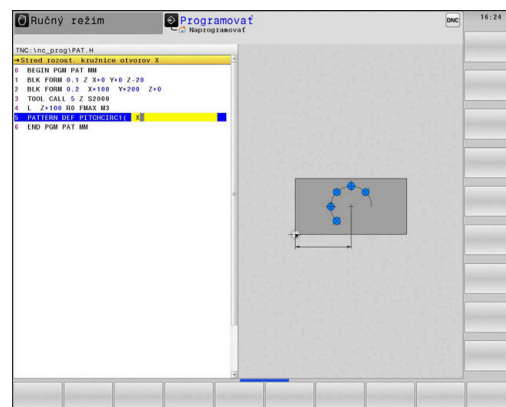 Ručný režim
Programovať
Naprogramovať
DNC
16:24
TNC:\nc_prog\PAT.H
→Stred rozost. kružnice otvorov X
0 BEGIN PGM PAT MM
1 BLK FORM 0.1 Z X+0 Y+0 Z-20
2 BLK FORM 0.2 X+100 Y+200 Z+0
3 TOOL CALL 5 Z S2000
4 L Z+100 R0 FMAX M3
5 PATTERN DEF PITCHCIRC1( X
6 END PGM PAT MM